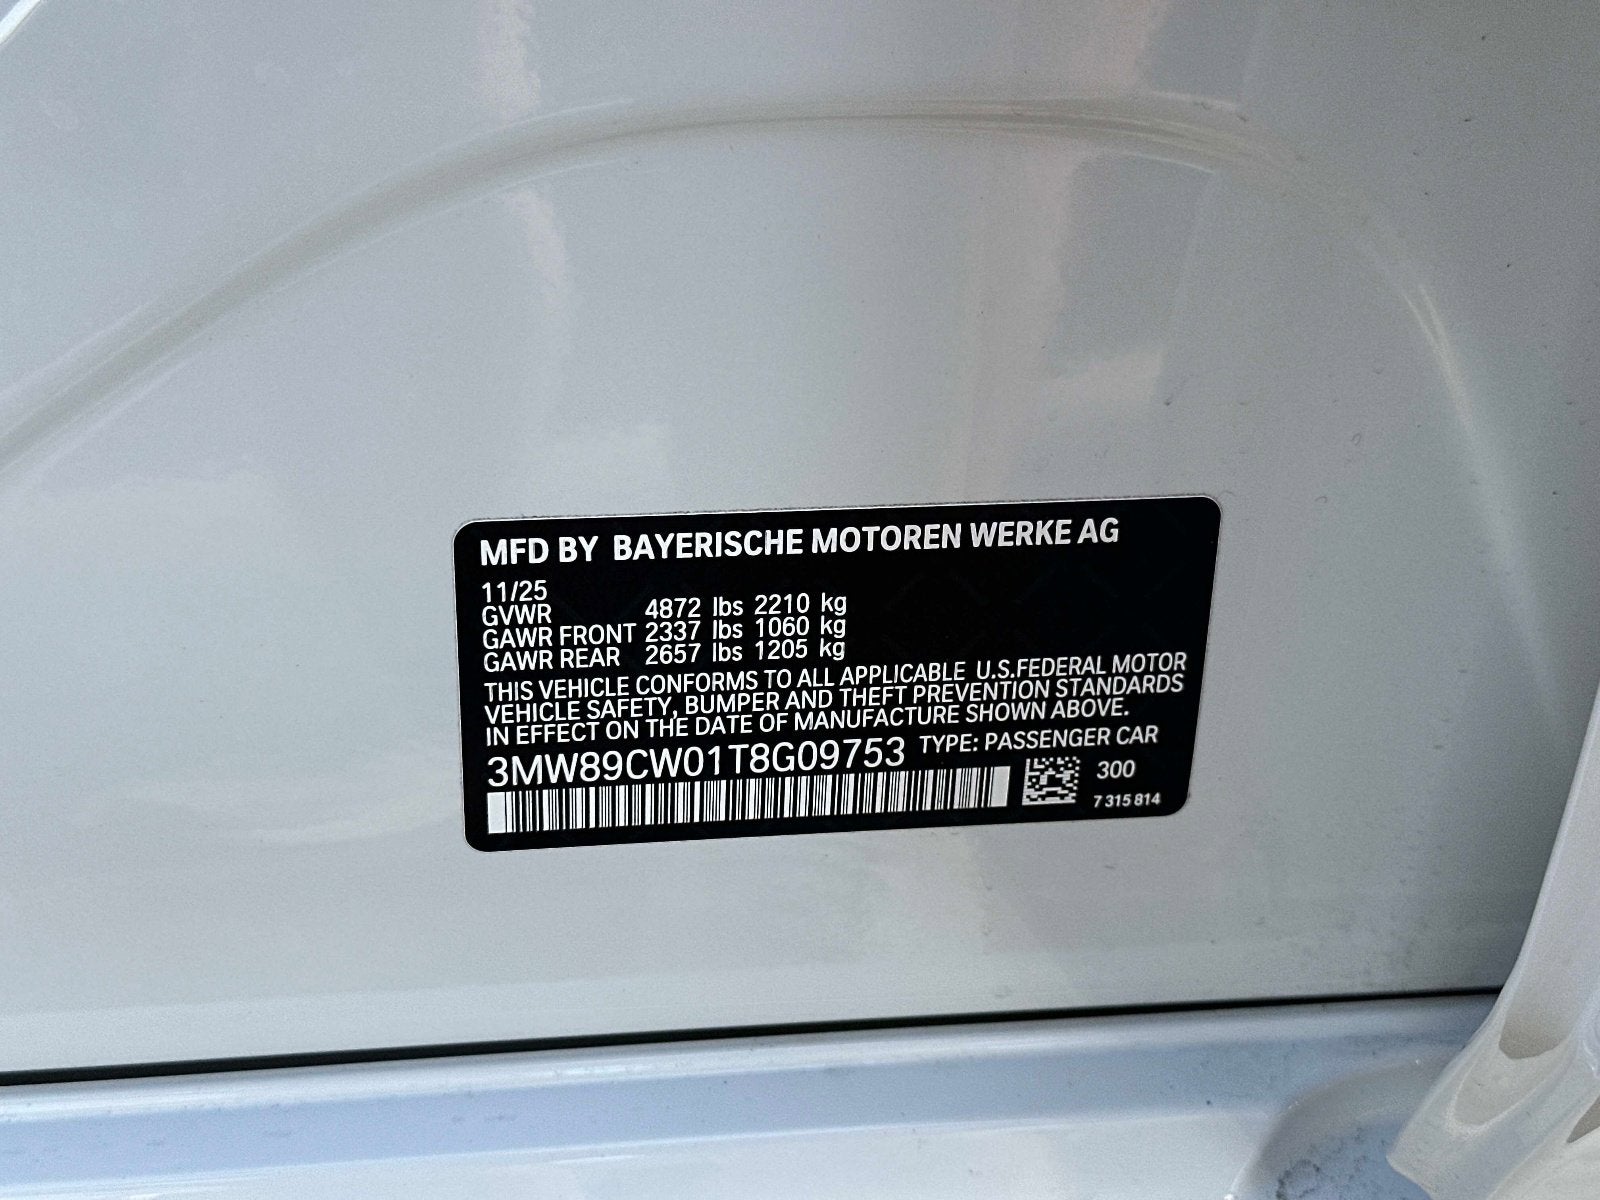 MFD BY BAYERISCHE MOTOREN WERKE AG
11/25
GVWR 4872 lbs 2210 kg
GAWR FRONT 2337 lbs 1060 kg
GAWR REAR 2657 lbs 1205 kg
THIS VEHICLE CONFORMS TO ALL APPLICABLE U.S.FEDERAL MOTOR
VEHICLE SAFETY, BUMPER AND THEFT PREVENTION STANDARDS
IN EFFECT ON THE DATE OF MANUFACTURE SHOWN ABOVE.
3MW89CW01T8G09753 TYPE: PASSENGER CAR
300
7 315 814